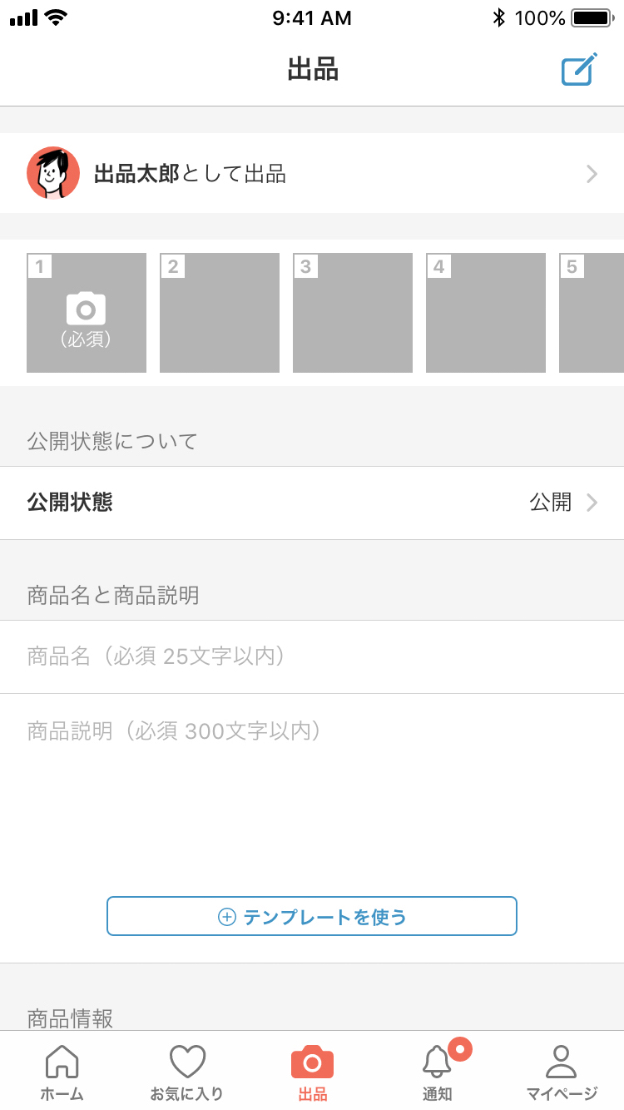 9:41 AM 100%
出品
出品太郎として出品
1 2 3 4 5
（必須）
公開状態について
公開状態 公開
商品名と商品説明
商品名（必須 25文字以内）
商品説明（必須 300文字以内）
テンプレートを使う
商品情報
ホーム お気に入り 出品 通知 マイページ